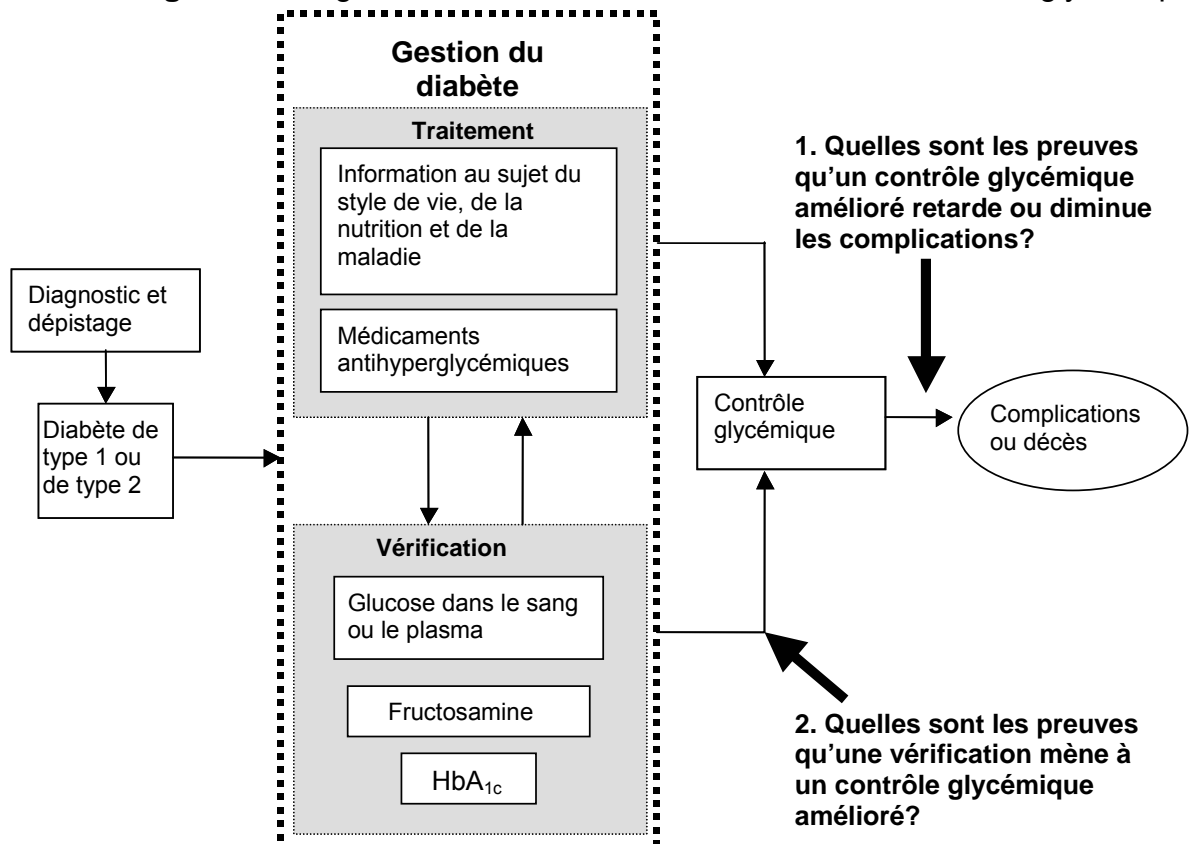 Gestion du
diabète
Traitement
Information au sujet du
style de vie, de la
nutrition et de la
maladie
Médicaments
antihyperglycémiques
Diagnostic et
dépistage
Diabète de
type 1 ou
de type 2
Vérification
Glucose dans le sang
ou le plasma
Fructosamine
HbA1c
Contrôle
glycémique
Complications
ou décès
1. Quelles sont les preuves
qu’un contrôle glycémique
amélioré retarde ou diminue
les complications?
2. Quelles sont les preuves
qu’une vérification mène à
un contrôle glycémique
amélioré?